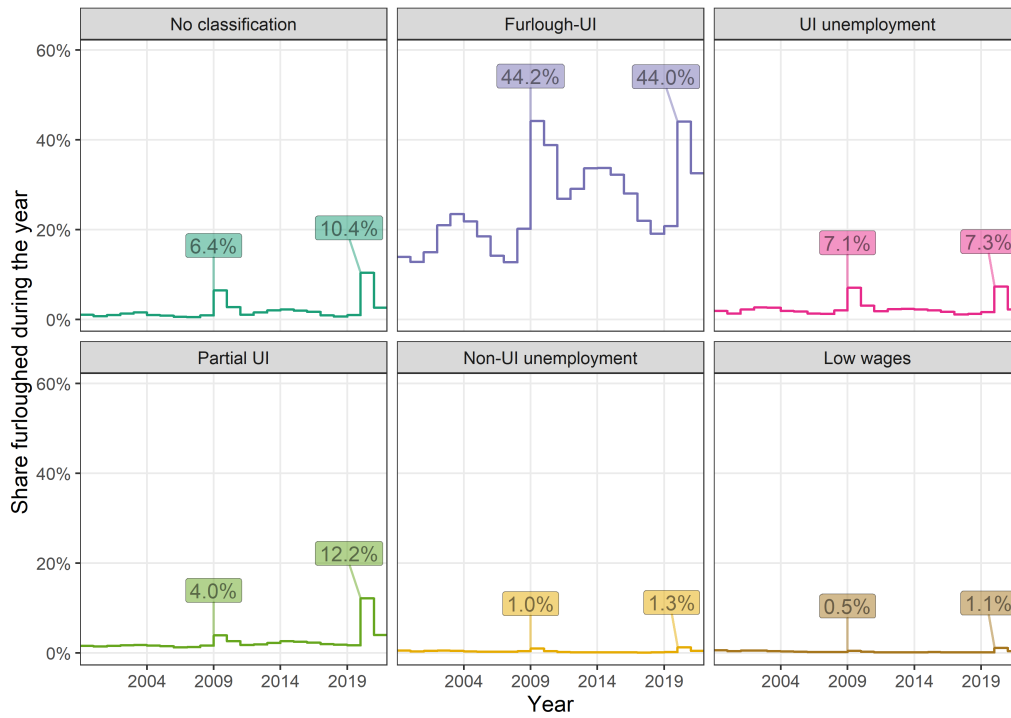 No classification
Furlough-UI
UI unemployment
60%
40%
20%
0%
6.4%
10.4%
44.2%
44.0%
7.1%
7.3%
Partial UI
Non-UI unemployment
Low wages
60%
40%
20%
0%
4.0%
12.2%
1.0%
1.3%
0.5%
1.1%
2004 2009 2014 2019
2004 2009 2014 2019
2004 2009 2014 2019
Year
Share furloughed during the year